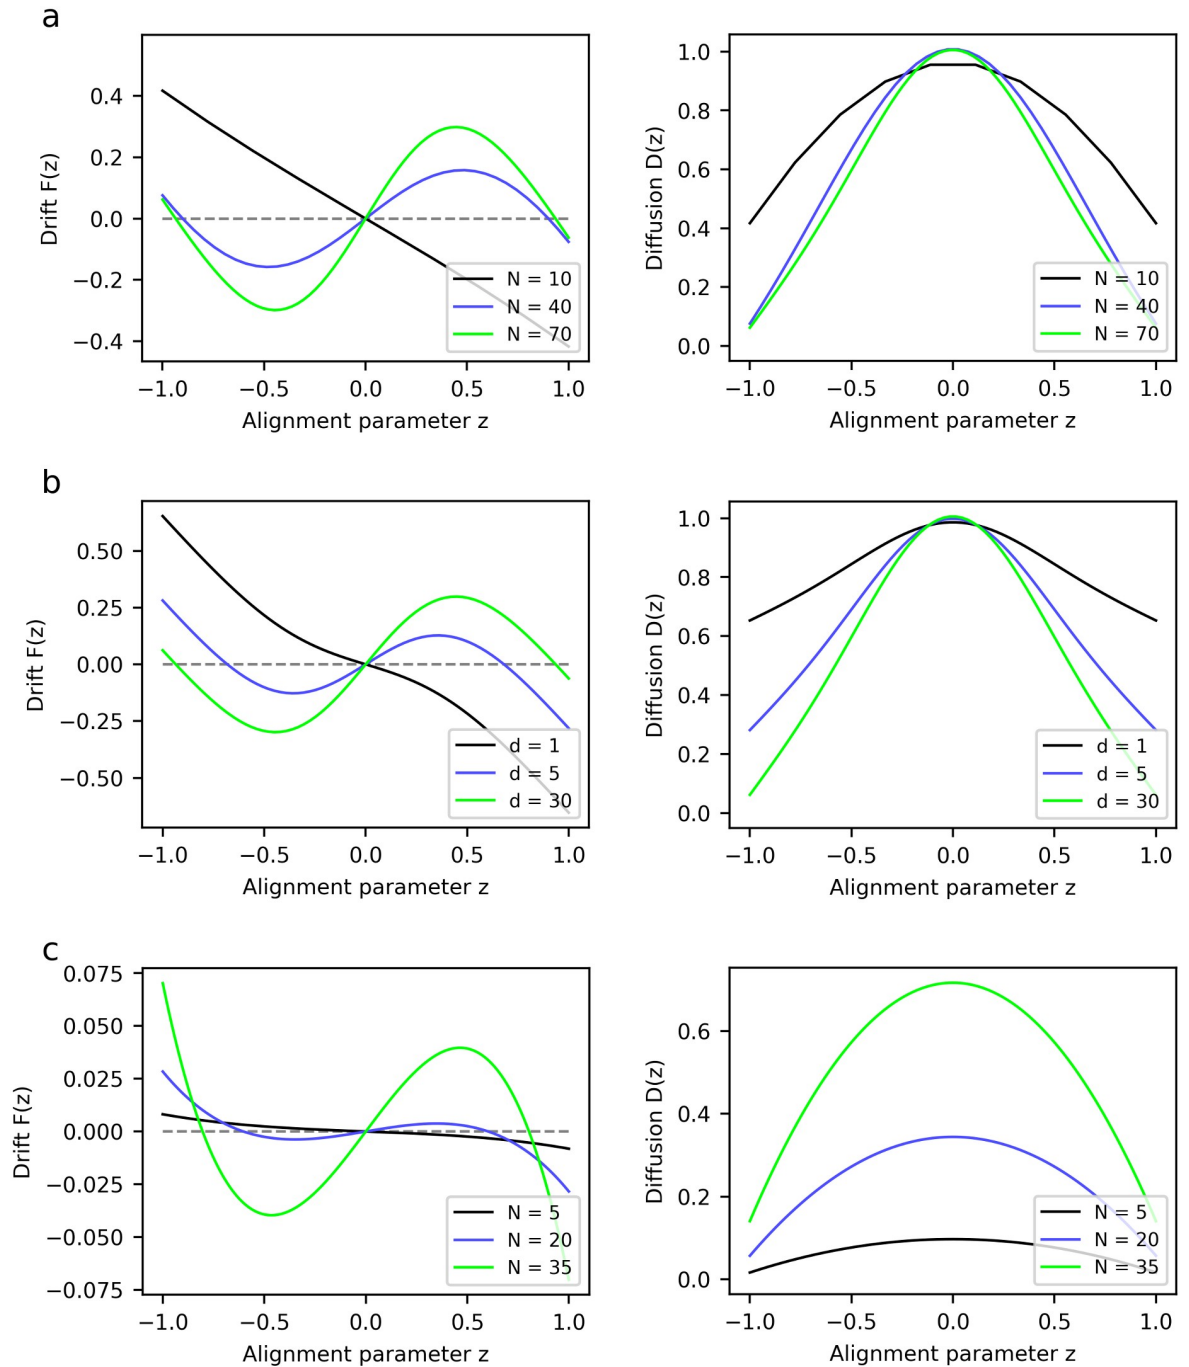 a
Drift F(z)
0.4
0.2
0.0
−0.2
−0.4
−1.0 −0.5 0.0 0.5 1.0
Alignment parameter z
N = 10
N = 40
N = 70
Diffusion D(z)
1.0
0.8
0.6
0.4
0.2
0.0
−1.0 −0.5 0.0 0.5 1.0
Alignment parameter z
N = 10
N = 40
N = 70
b
Drift F(z)
0.50
0.25
0.00
−0.25
−0.50
−1.0 −0.5 0.0 0.5 1.0
Alignment parameter z
d = 1
d = 5
d = 30
Diffusion D(z)
1.0
0.8
0.6
0.4
0.2
0.0
−1.0 −0.5 0.0 0.5 1.0
Alignment parameter z
d = 1
d = 5
d = 30
c
Drift F(z)
0.075
0.050
0.025
0.000
−0.025
−0.050
−0.075
−1.0 −0.5 0.0 0.5 1.0
Alignment parameter z
N = 5
N = 20
N = 35
Diffusion D(z)
0.6
0.4
0.2
0.0
−1.0 −0.5 0.0 0.5 1.0
Alignment parameter z
N = 5
N = 20
N = 35